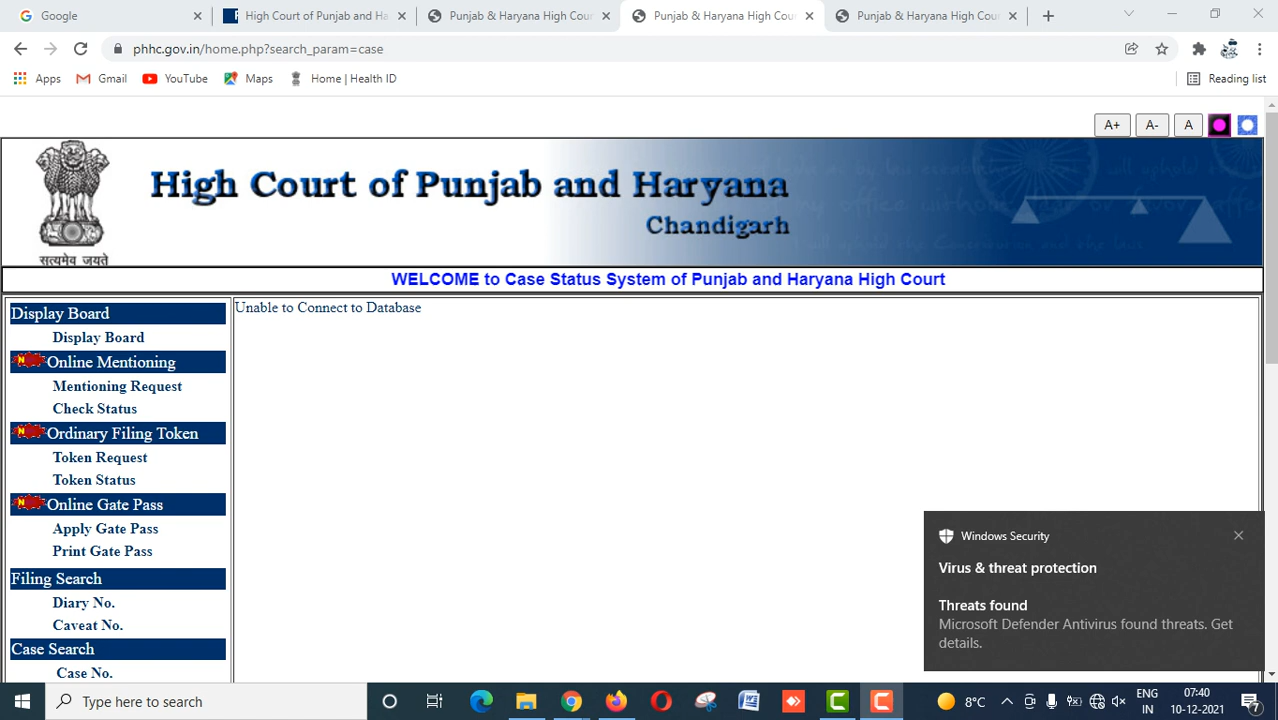 Google
High Court of Punjab and Ha
Punjab & Haryana High Cour
Punjab & Haryana High Cour
Punjab & Haryana High Cour
phhc.gov.in/home.php?search_param=case
Apps
Gmail
YouTube
Maps
Home | Health ID
Reading list
A+ A- A
High Court of Punjab and Haryana
Chandigarh
सत्यमेव जयते
WELCOME to Case Status System of Punjab and Haryana High Court
Display Board
Display Board
Online Mentioning
Mentioning Request
Check Status
Ordinary Filing Token
Token Request
Token Status
Online Gate Pass
Apply Gate Pass
Print Gate Pass
Filing Search
Diary No.
Caveat No.
Case Search
Case No.
Unable to Connect to Database
Windows Security
Virus & threat protection
Threats found
Microsoft Defender Antivirus found threats. Get
details.
Type here to search
8°C
ENG
IN
07:40
10-12-2021
7